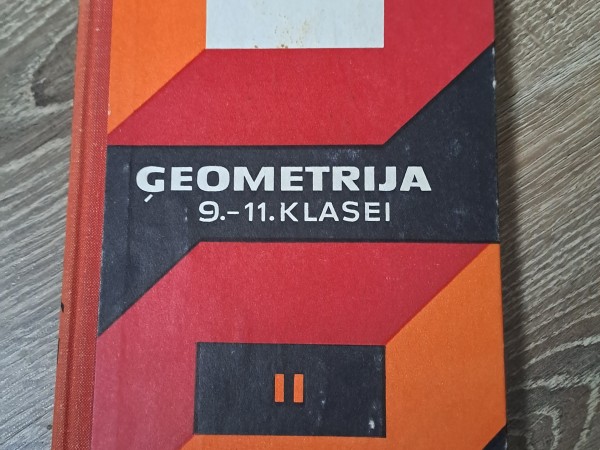 ĢEOMETRIJA
9.-11. KLASEI
II